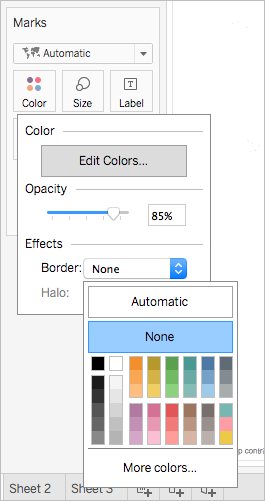 Marks
Automatic
Color Size Label
Color
Edit Colors...
Opacity
85%
Effects
Border: None
Halo:
Automatic
None
More colors...
p contri
Sheet 2 Sheet 3